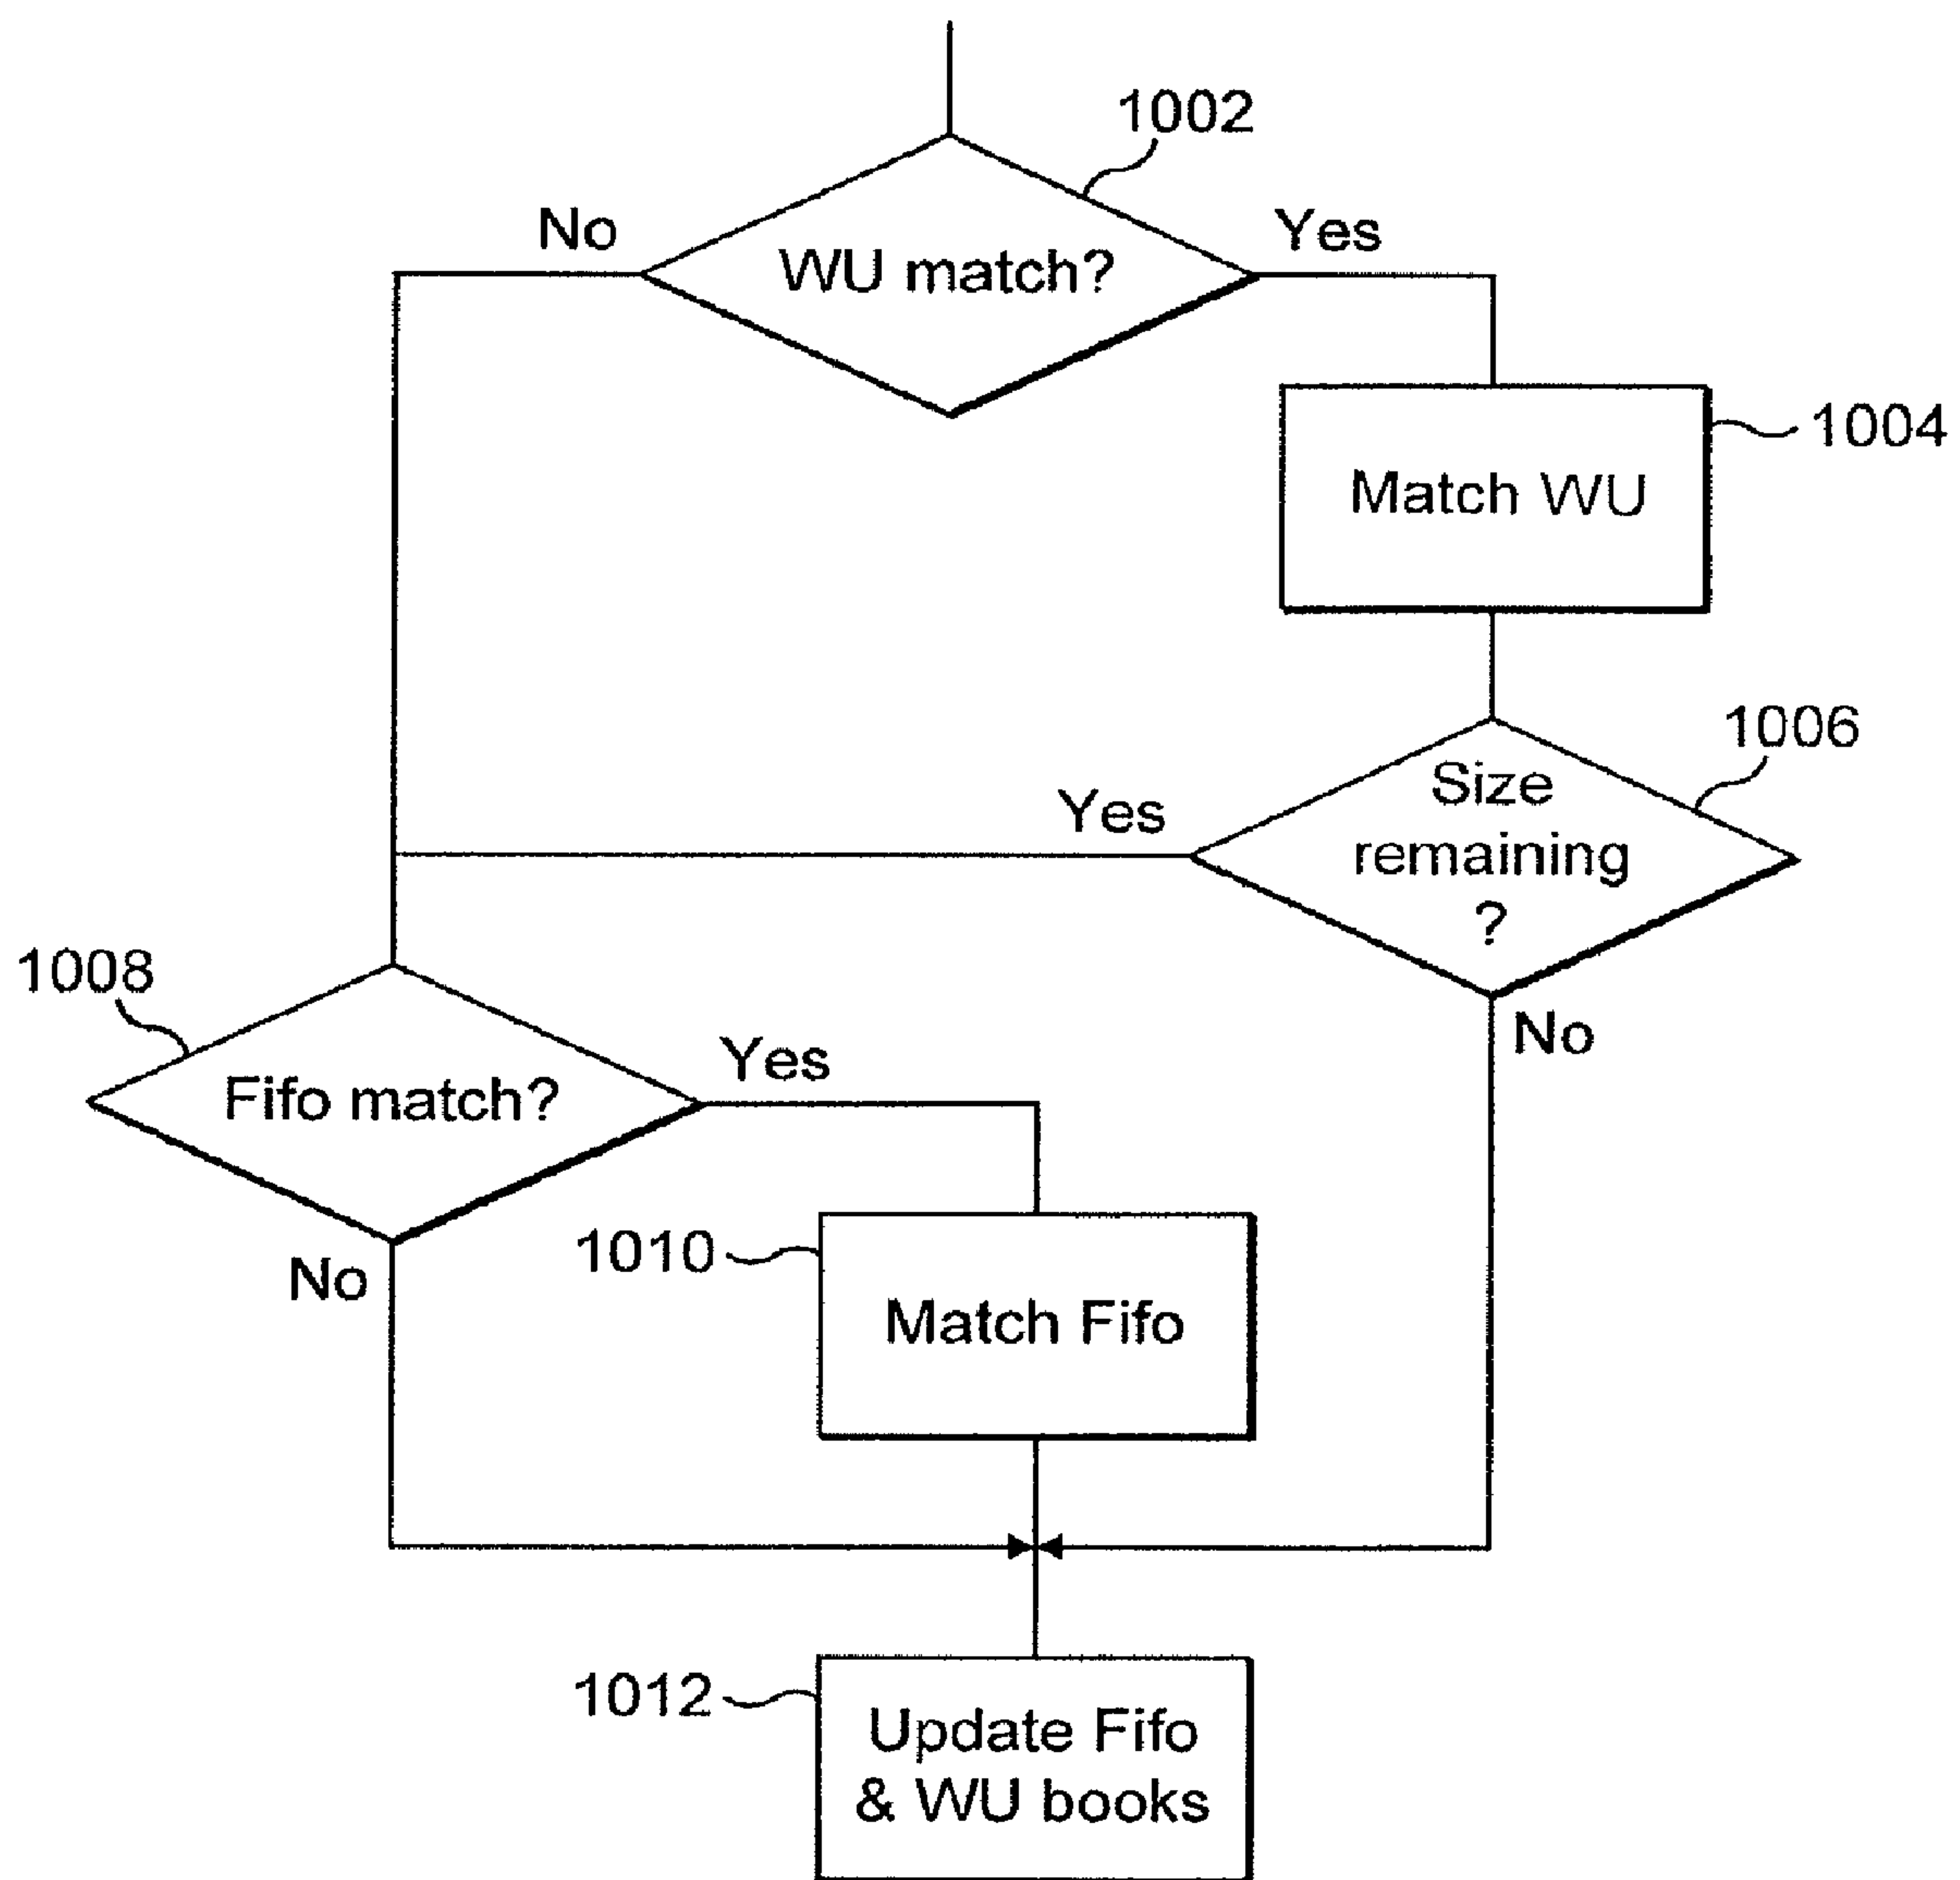 1002
No
Yes
WU match?
1004
Match WU
1006
Size
remaining
?
Yes
No
1008
Fifo match?
Yes
No
1010
Match Fifo
1012
Update Fifo
& WU books